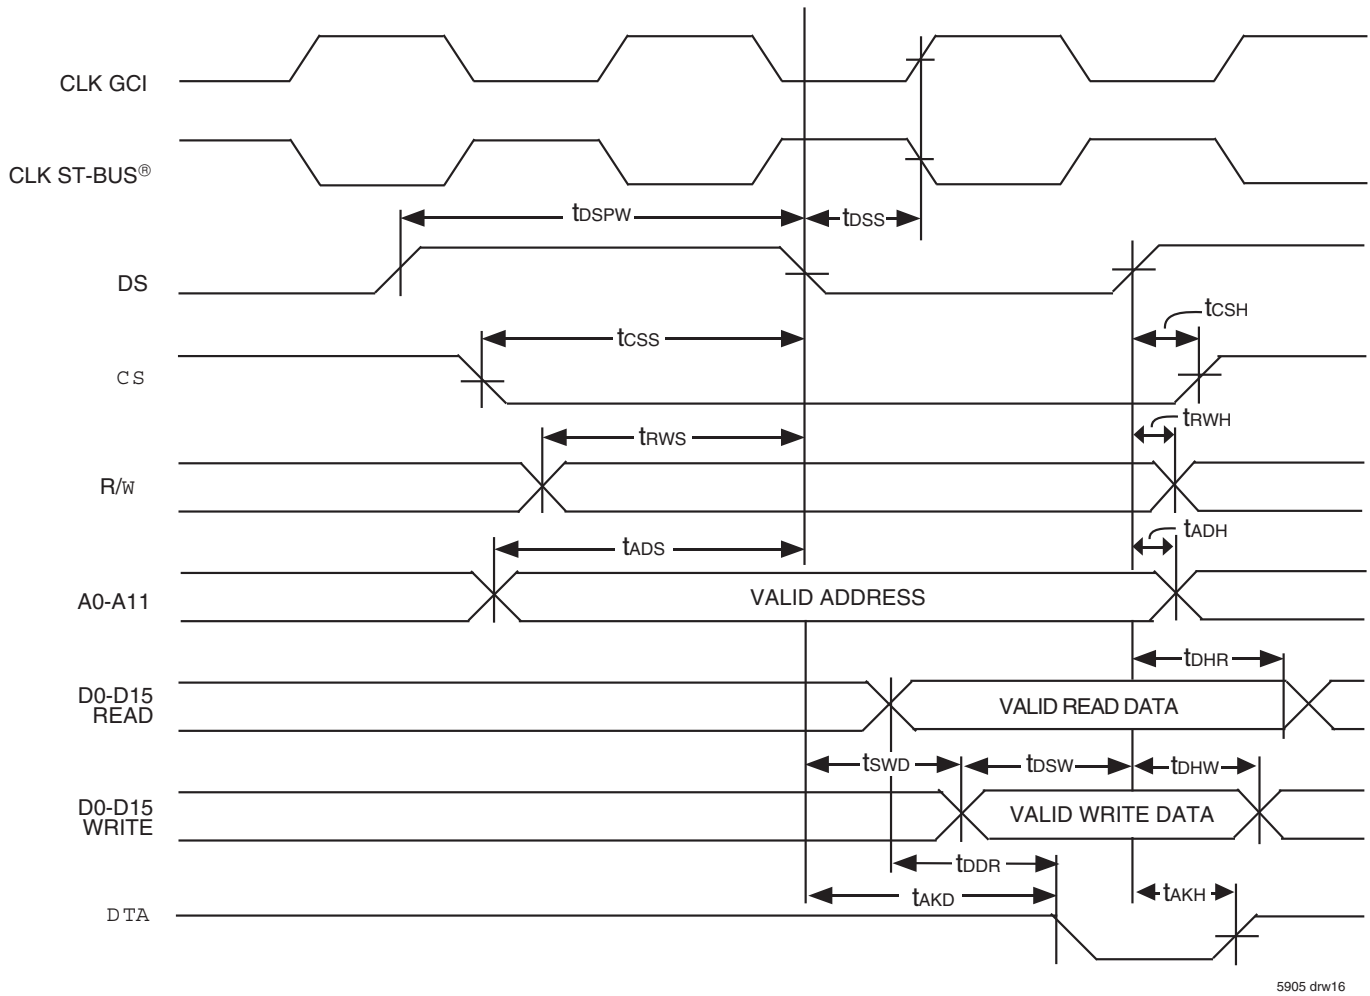 CLK GCI
CLK ST-BUS®
tDSPW
tDSS
DS
tCSH
tCSS
CS
tRWH
tRWS
R/W
tADH
tADS
A0-A11
VALID ADDRESS
tDHR
D0-D15
READ
VALID READ DATA
tSWD
tDSW
tDHW
D0-D15
WRITE
VALID WRITE DATA
tDDR
tAKD
tAKH
DTA
5905 drw16